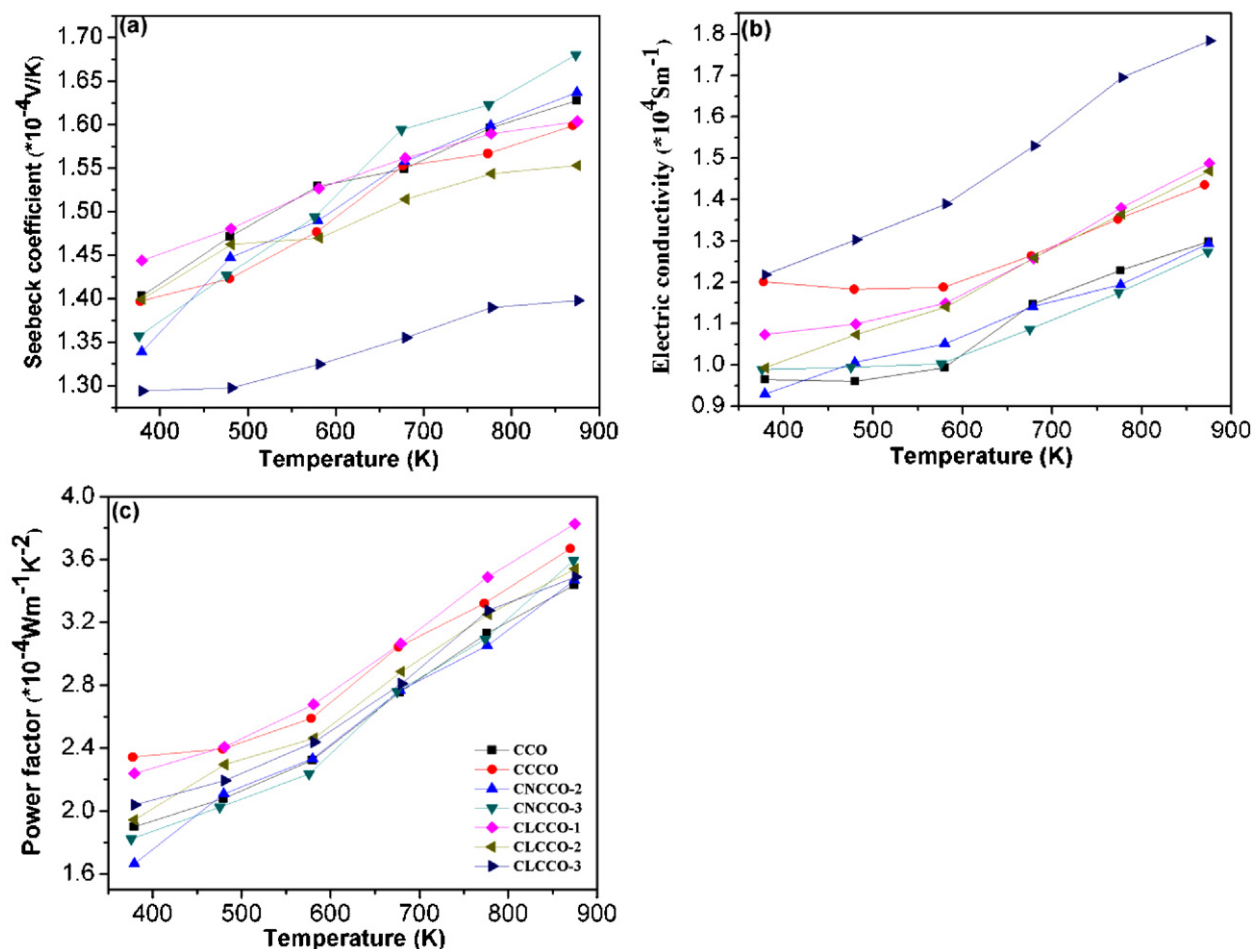 (a)
1.70
1.65
1.60
1.55
1.50
1.45
1.40
1.35
1.30
Seebeck coefficient (*10⁻⁴V/K)
400 500 600 700 800 900
Temperature (K)
(b)
1.8
1.7
1.6
1.5
1.4
1.3
1.2
1.1
1.0
0.9
Electric conductivity (*10⁴Sm⁻¹)
400 500 600 700 800 900
Temperature (K)
(c)
4.0
3.6
3.2
2.8
2.4
2.0
1.6
Power factor (*10⁻⁴Wm⁻¹K⁻²)
CCO
CCCO
CNCCO-2
CNCCO-3
CLCCO-1
CLCCO-2
CLCCO-3
400 500 600 700 800 900
Temperature (K)